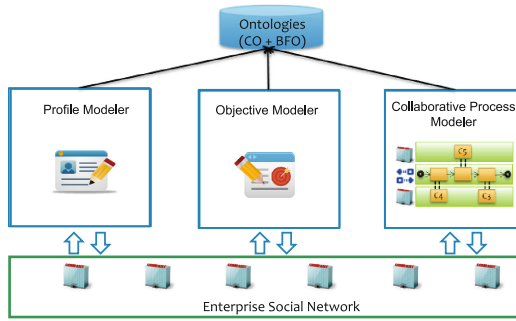 Ontologies
(CO + BFO)
Profile Modeler
Objective Modeler
Collaborative Process
Modeler
C5
C4
C3
Enterprise Social Network